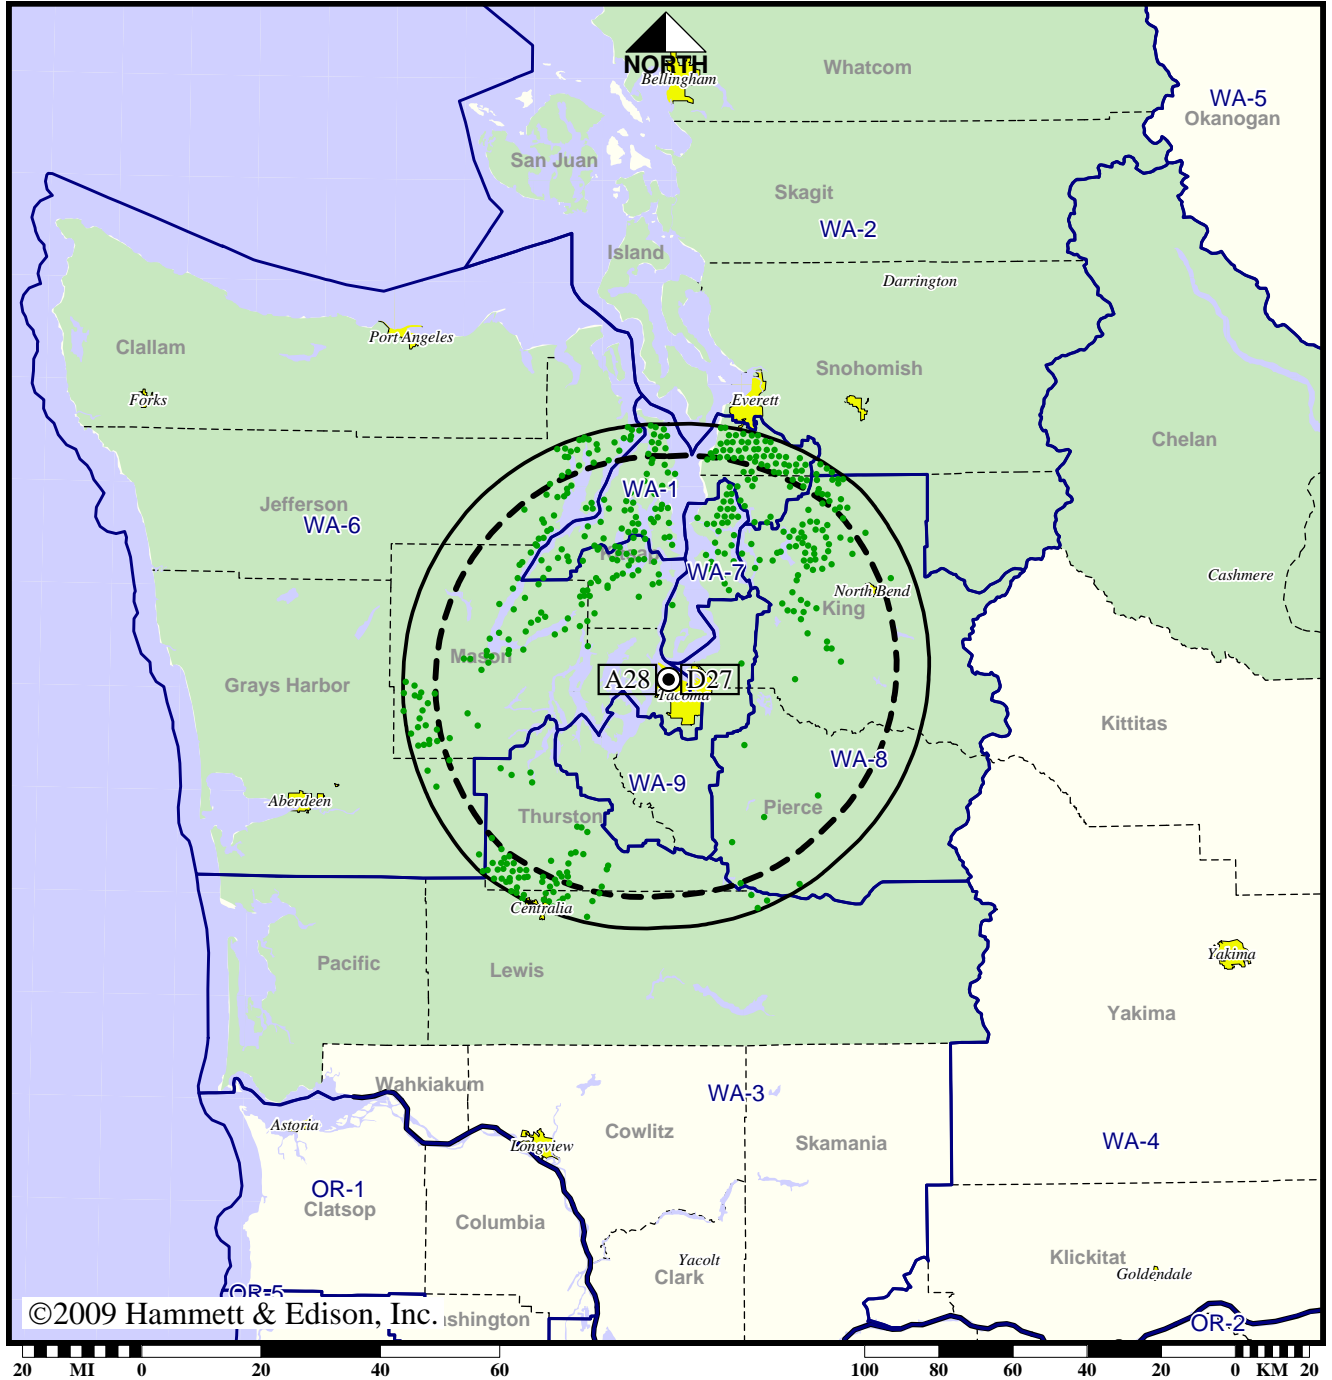 NORTH
Bellingham
Whatcom
WA-5
Okanogan
San Juan
Skagit
WA-2
Island
Darrington
Port Angeles
Clallam
Snohomish
Forks
Everett
Chelan
WA-1
Jefferson
WA-6
Kitsap
WA-7
Cashmere
North Bend
King
Mason
Grays Harbor
A28
D27
Tacoma
Kittitas
WA-8
WA-9
Aberdeen
Thurston
Pierce
Centralia
Yakima
Pacific
Lewis
Yakima
Wahkiakum
WA-3
Astoria
Longview
Cowlitz
Skamania
WA-4
OR-1
Clatsop
Columbia
Yacolt
Clark
Klickitat
Goldendale
OR-5
©2009 Hammett & Edison, Inc.
shington
OR-2
20 MI 0 20 40 60
100 80 60 40 20 0 KM 20